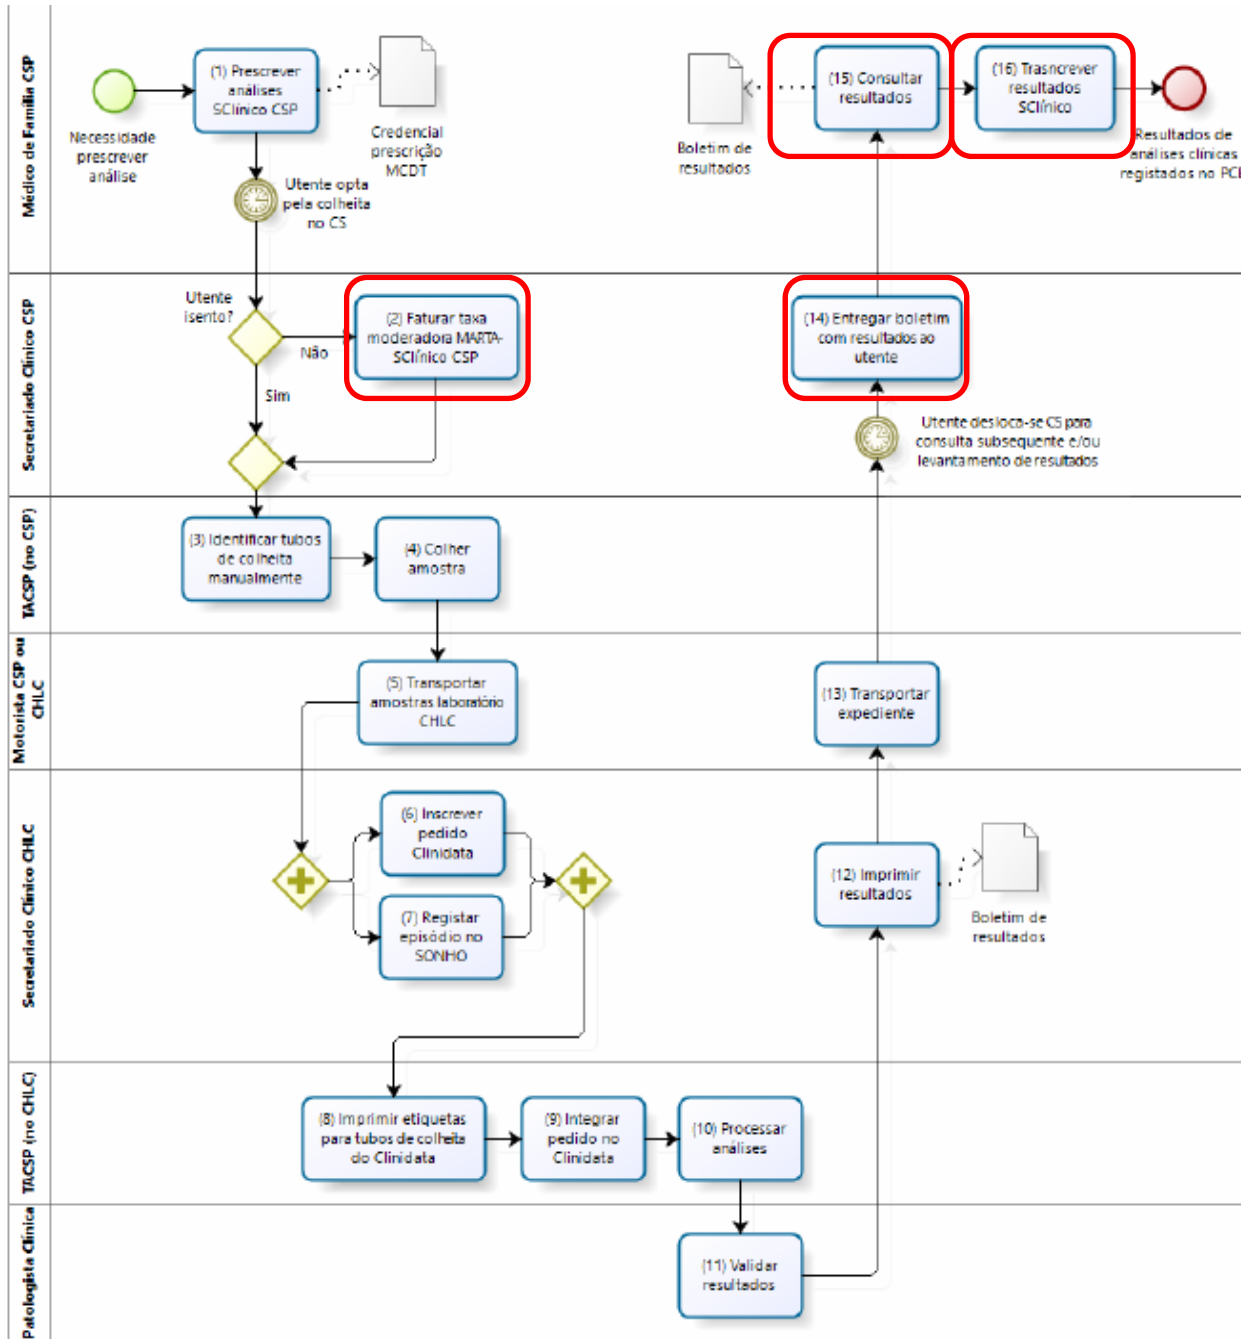 Médico de Família CSP
Necessidade
prescrever
análise
(1) Prescrever
análises
SClínico CSP
Credencial
prescrição
MCDT
Utente opta
pela colheita
no CS
Boletim de
resultados
(15) Consultar
resultados
(16) Trasncrever
resultados
SClínico
Resultados de
análises clínicas
registados no PCE
Secretariado Clínico CSP
Utente
isento?
Não
Sim
(2) Faturar taxa
moderadora MARTA-
SClínico CSP
(14) Entregar boletim
com resultados ao
utente
Utente desloca-se CS para
consulta subsequente e/ou
levantamento de resultados
TACSP (no CSP)
(3) Identificar tubos
de colheita
manualmente
(4) Colher
amostra
Motorista CSP ou
CHLC
(5) Transportar
amostras laboratório
CHLC
(13) Transportar
expediente
Secretariado Clínico CHLC
(6) Inscrever
pedido
Clinidata
(7) Registar
episódio no
SONHO
(12) Imprimir
resultados
Boletim de
resultados
TACSP (no CHLC)
(8) Imprimir etiquetas
para tubos de colheita
do Clinidata
(9) Integrar
pedido no
Clinidata
(10) Processar
análises
Patologista Clínica
(11) Validar
resultados